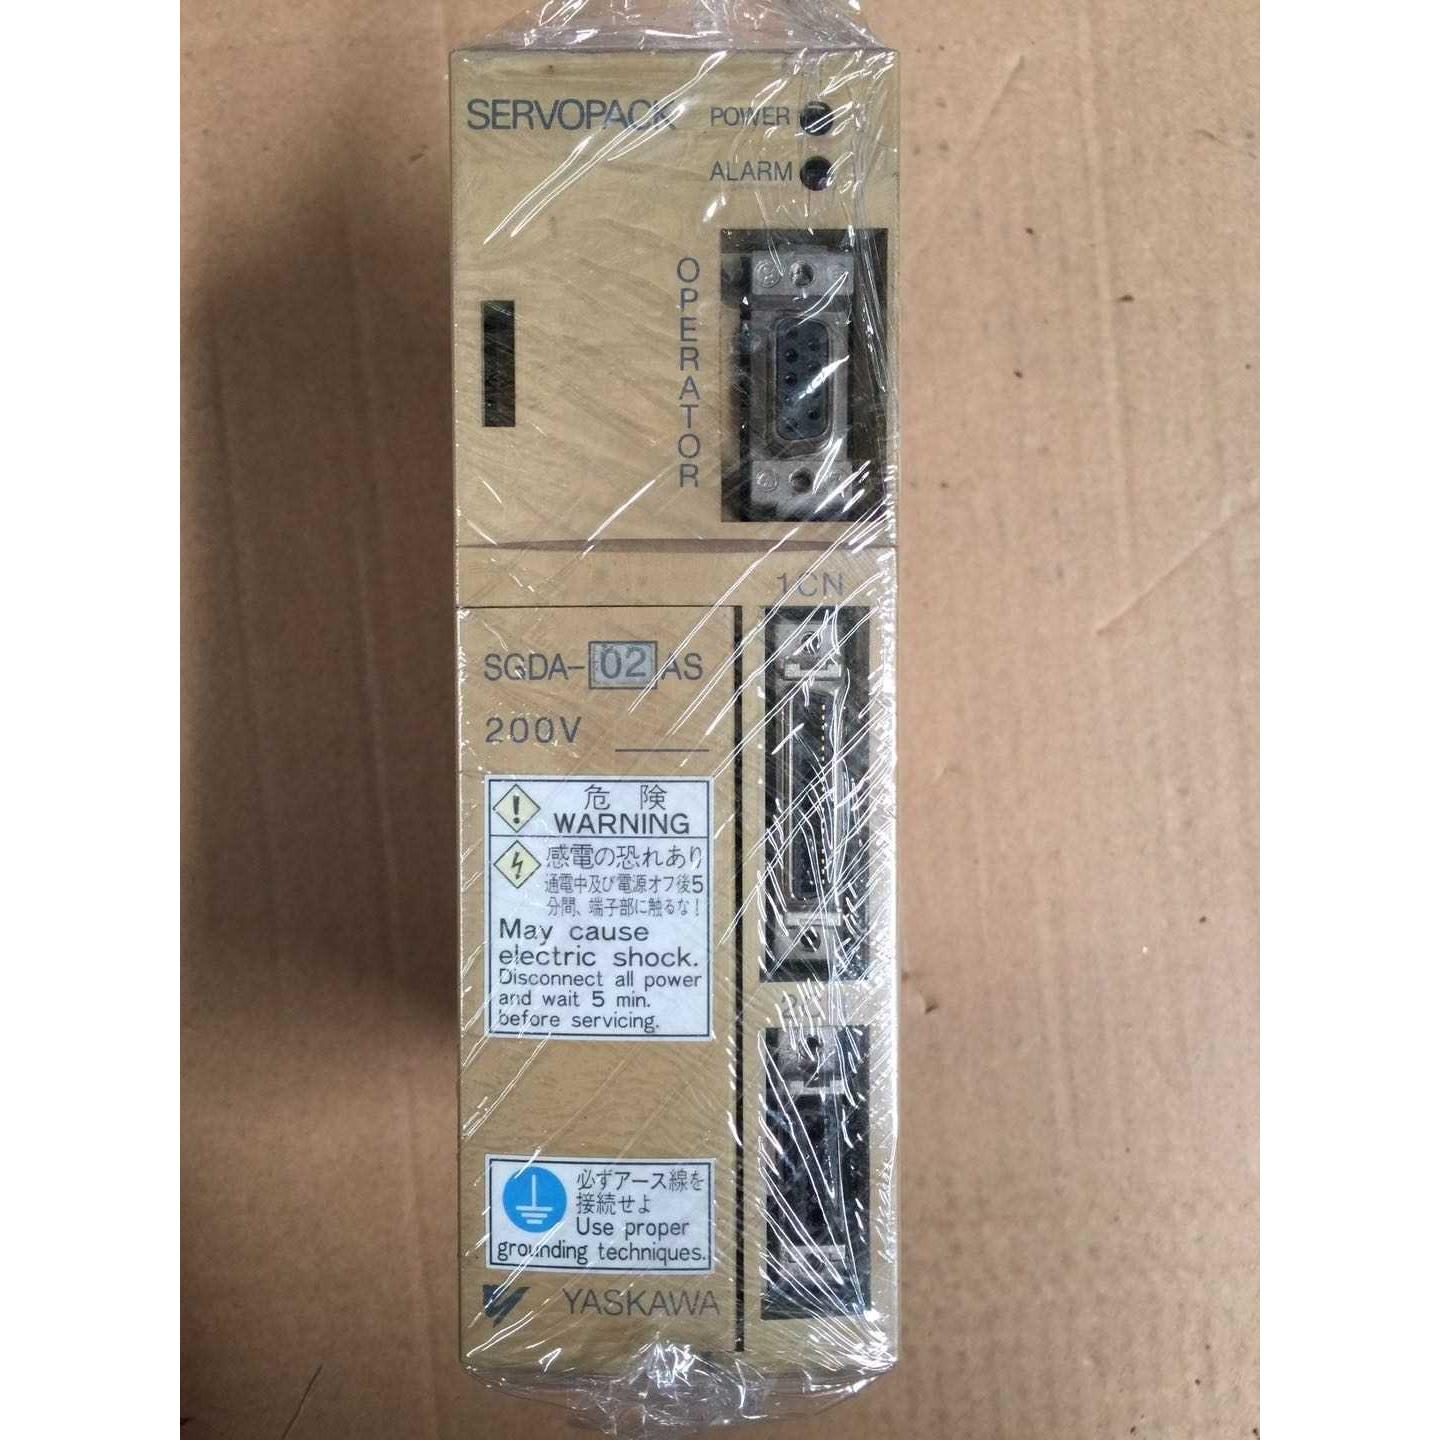 SERVOPACK
POWER
ALARM
OPERATOR
1CN
SGDA-02AS
200V
危 険
WARNING
感電の恐れあり
通電中及び電源オフ後5
分間、端子部に触るな!
May cause
electric shock.
Disconnect all power
and wait 5 min.
before servicing.
必ずアース線を
接続せよ
Use proper
grounding techniques.
YASKAWA